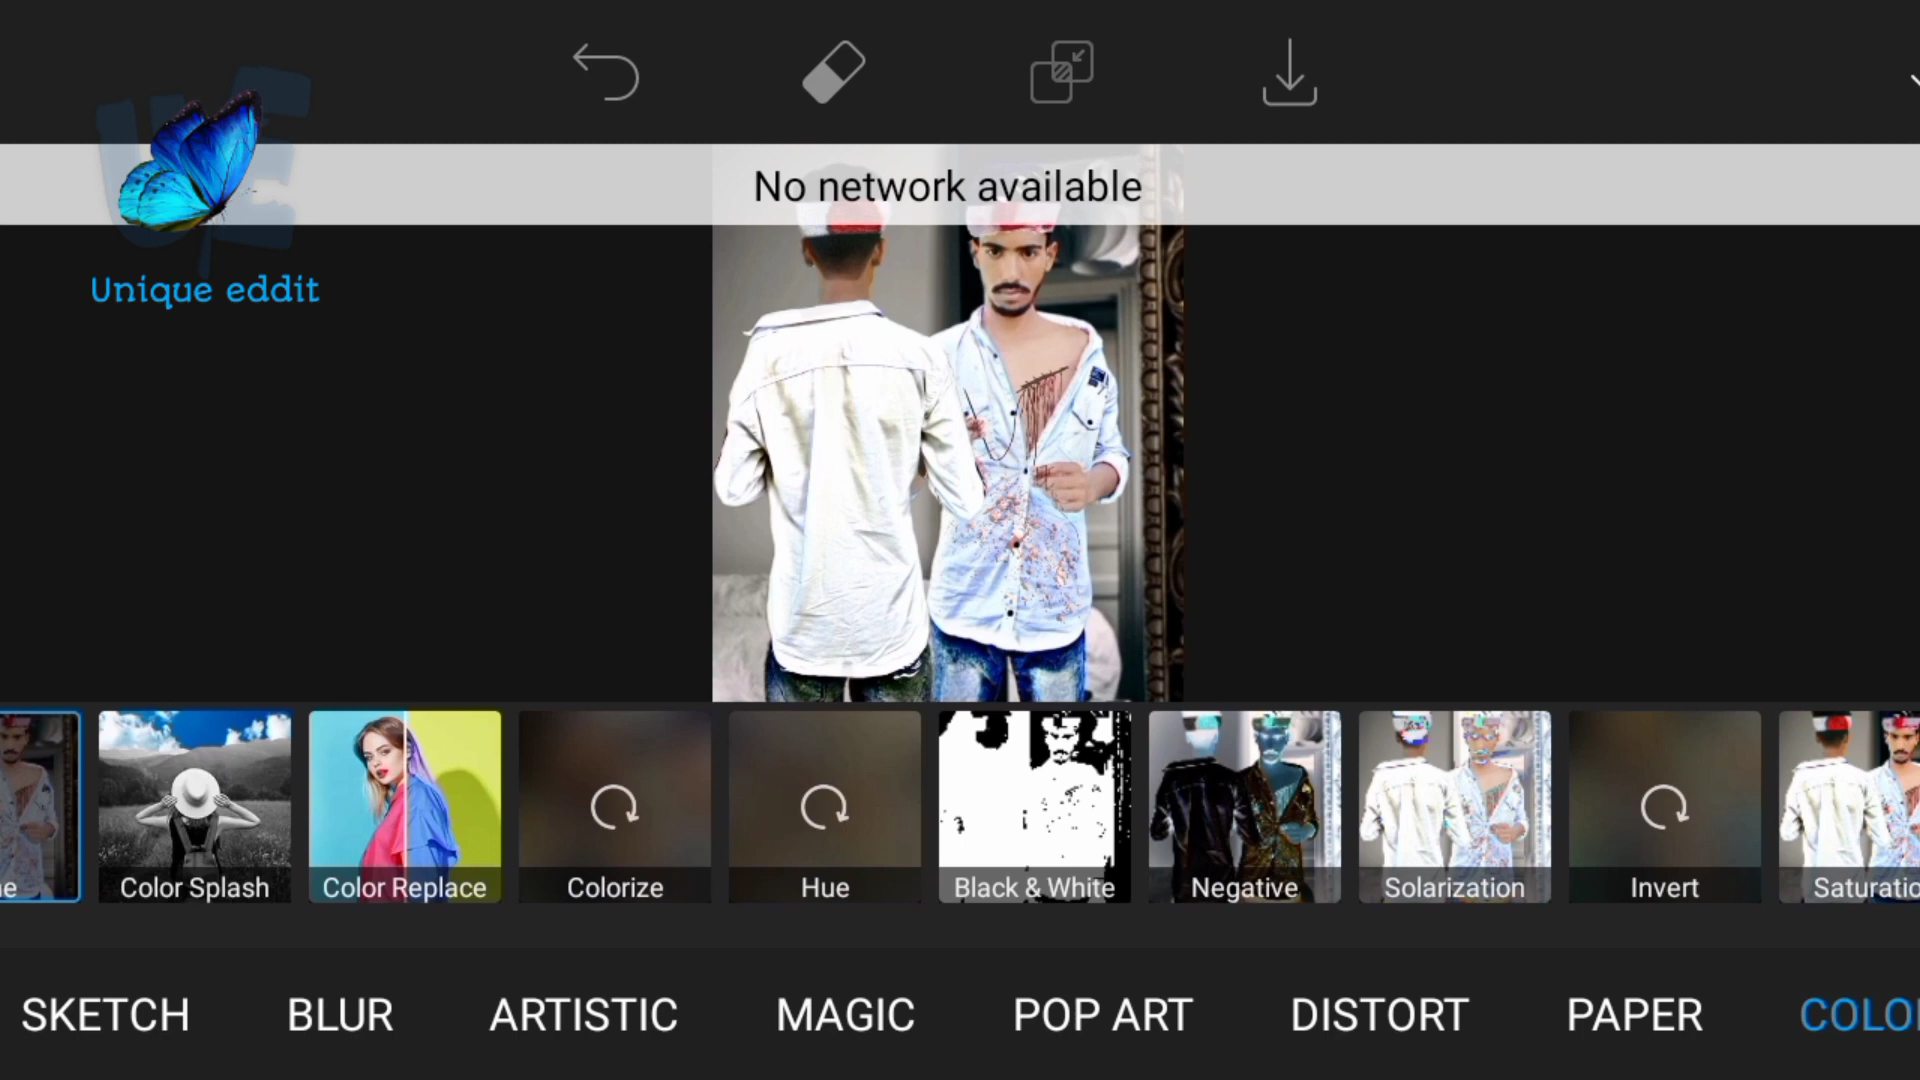 No network available
Unique eddit
Color Splash
Color Replace
Colorize
Hue
Black & White
Negative
Solarization
Invert
SKETCH
BLUR
ARTISTIC
MAGIC
POP ART
DISTORT
PAPER